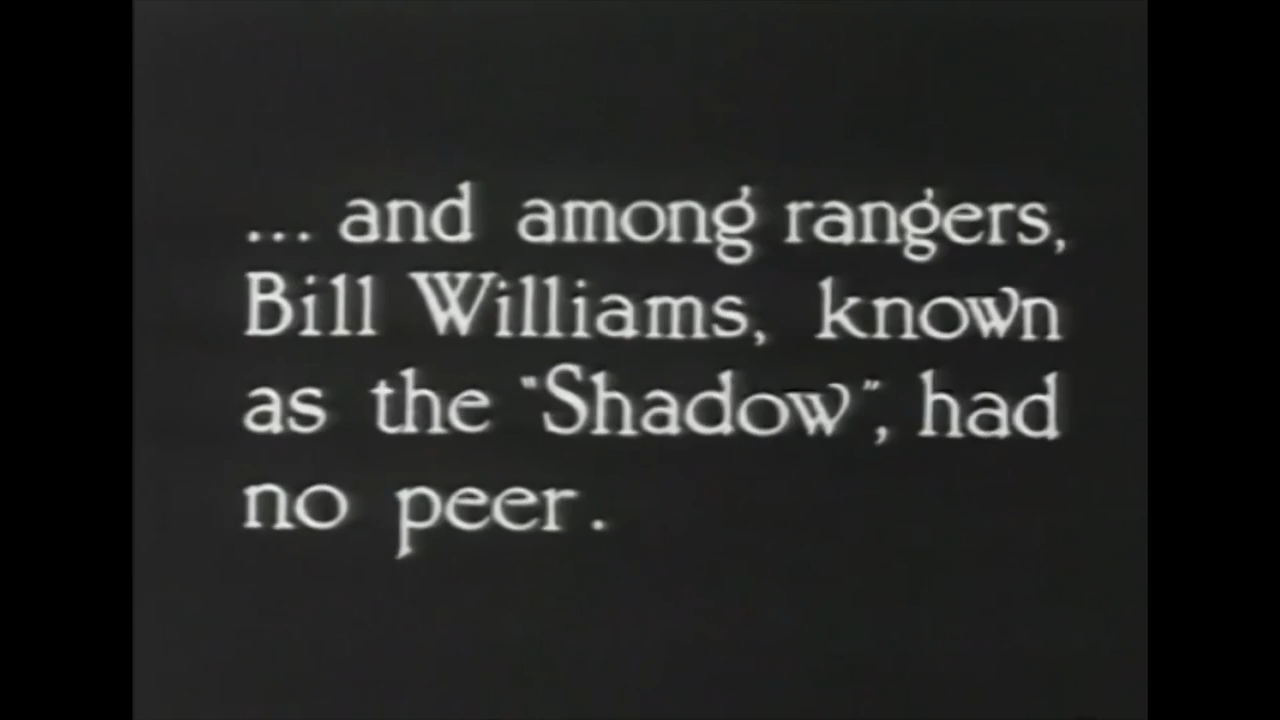 ... and among rangers,
Bill Williams, known
as the "Shadow", had
no peer.